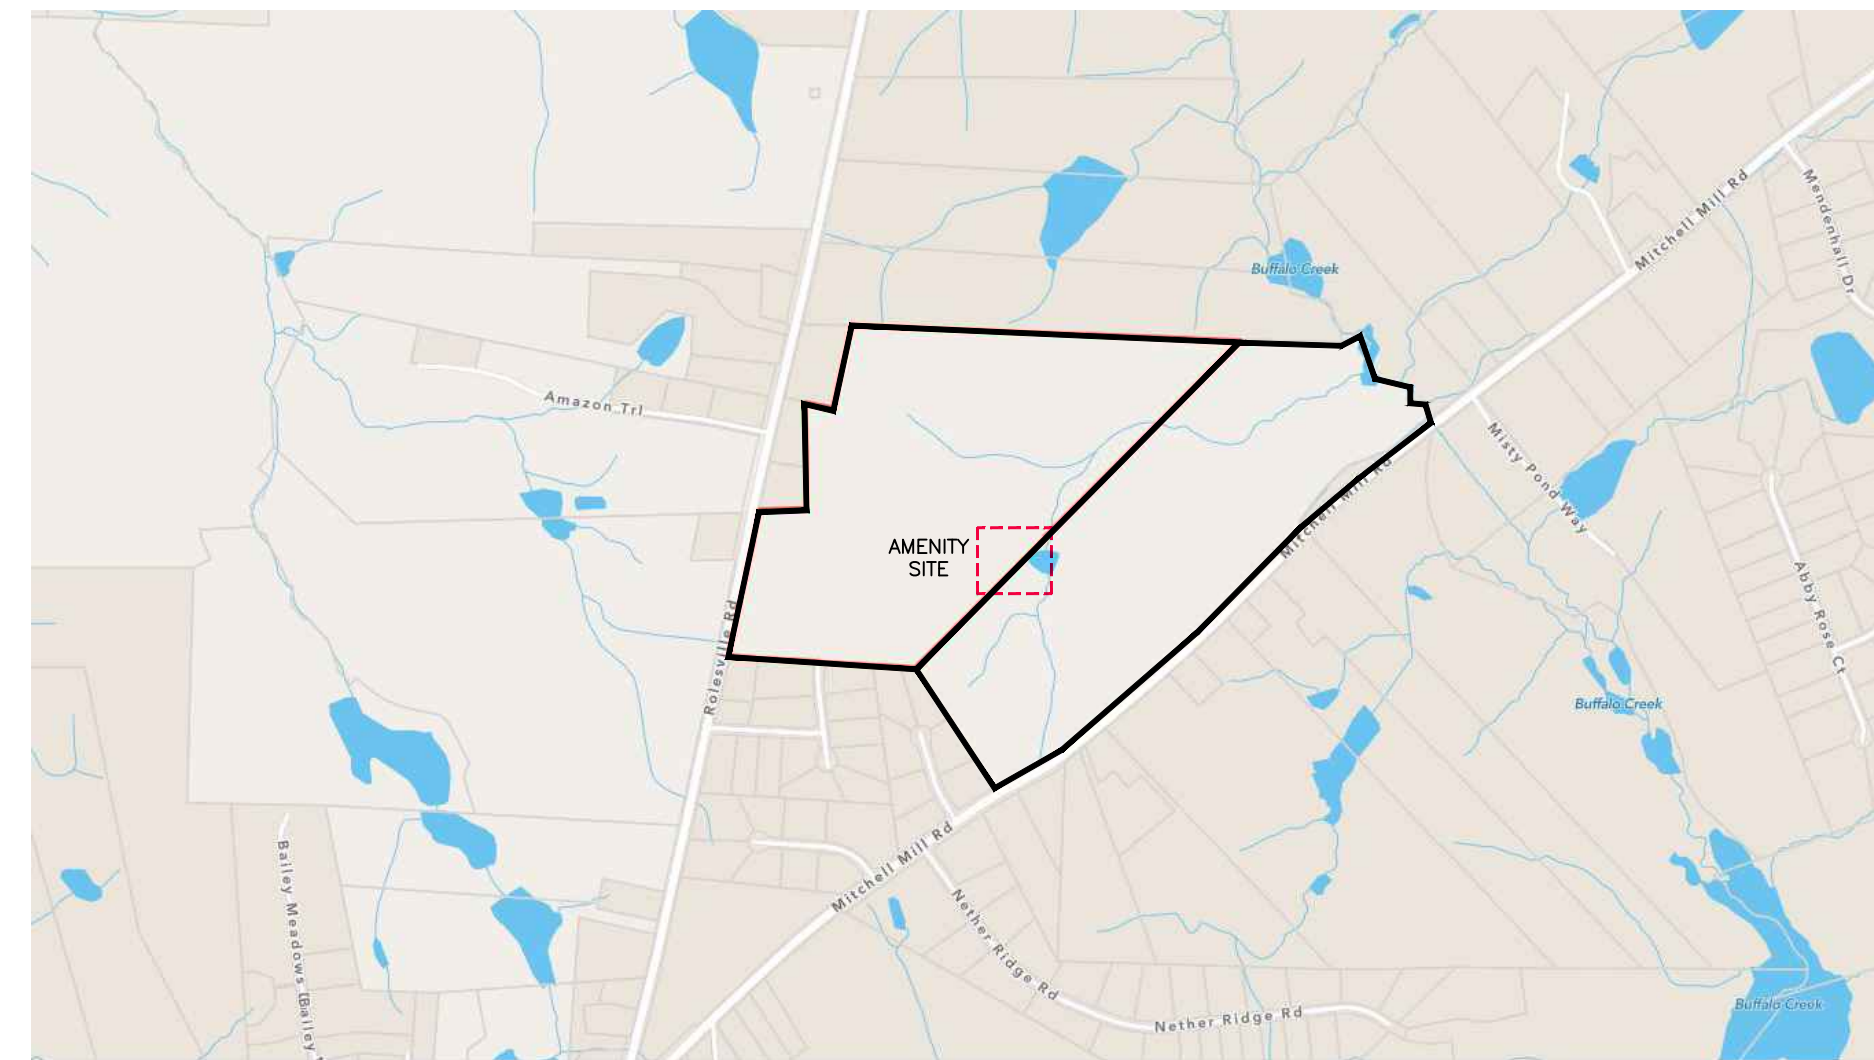 Mitchell Mill Rd
Mendenhall Dr
Buffalo Creek
Amazon Trl
Misty Pond Way
Mitchell Mill Rd
AMENITY
SITE
Abby Rose Ct
Rolesville Rd
Buffalo Creek
Mitchell Mill Rd
Bailey Meadows
Nether Ridge Rd
Nether Ridge Rd
Buffalo Creek